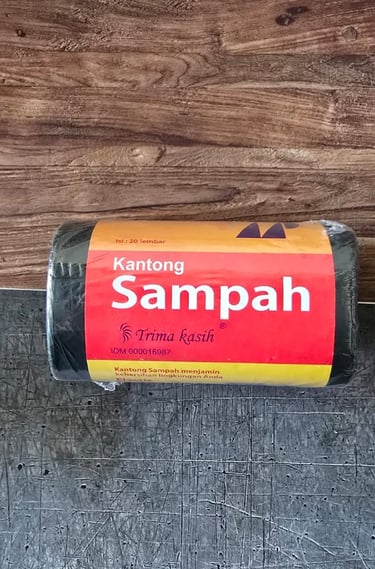 Isi : 20 lembar
Kantong
Sampah
Trima kasih ®
IDM 000016987
Kantong Sampah menjamin
kebersihan lingkungan Anda